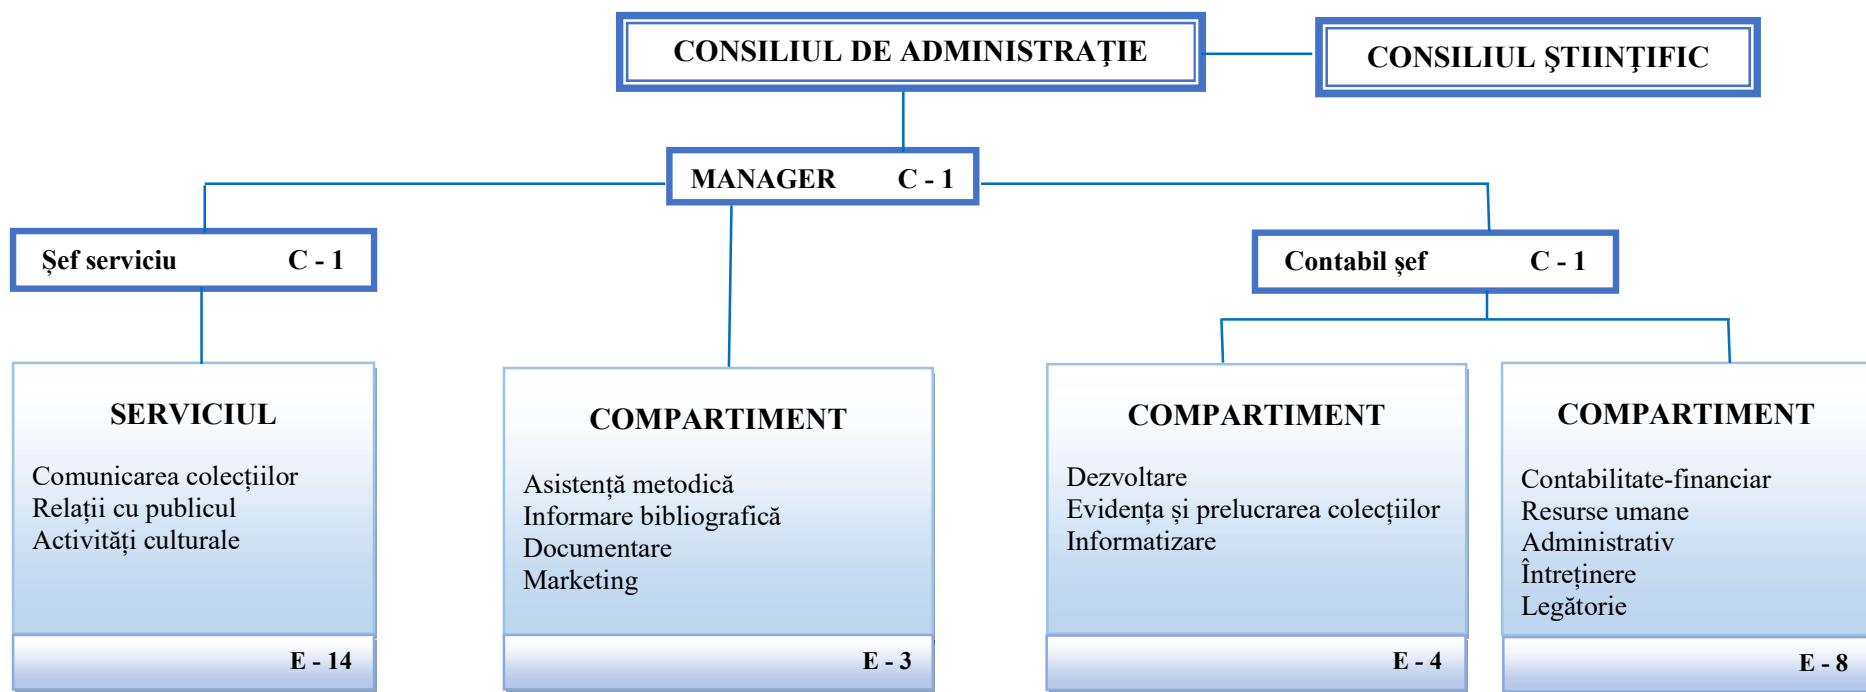 CONSILIUL DE ADMINISTRAŢIE
CONSILIUL ŞTIINŢIFIC
MANAGER C - 1
Șef serviciu C - 1
Contabil șef C - 1
SERVICIUL
Comunicarea colecțiilor
Relații cu publicul
Activități culturale
E - 14
COMPARTIMENT
Asistență metodică
Informare bibliografică
Documentare
Marketing
E - 3
COMPARTIMENT
Dezvoltare
Evidența și prelucrarea colecțiilor
Informatizare
E - 4
COMPARTIMENT
Contabilitate-financiar
Resurse umane
Administrativ
Întreținere
Legătorie
E - 8